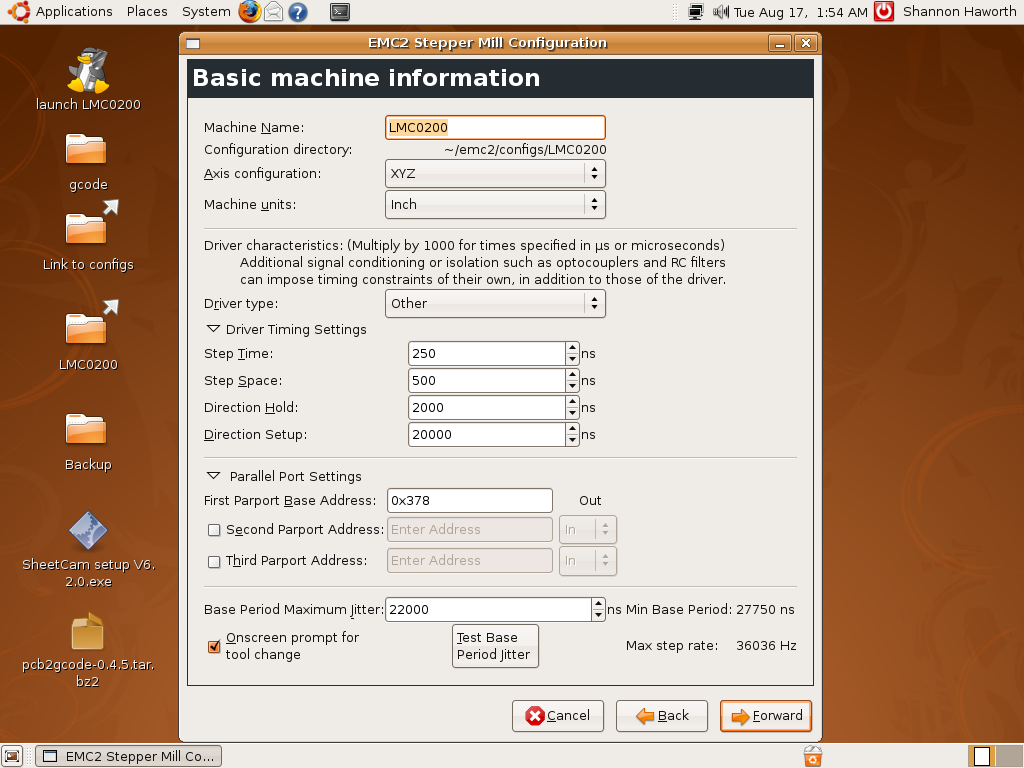 Applications Places System Tue Aug 17, 1:54 AM Shannon Haworth
EMC2 Stepper Mill Configuration
Basic machine information
launch LMC0200
gcode
Link to configs
LMC0200
Backup
SheetCam setup V6.
2.0.exe
pcb2gcode-0.4.5.tar.
bz2
Machine Name: LMC0200
Configuration directory: ~/emc2/configs/LMC0200
Axis configuration: XYZ
Machine units: Inch
Driver characteristics: (Multiply by 1000 for times specified in µs or microseconds)
Additional signal conditioning or isolation such as optocouplers and RC filters
can impose timing constraints of their own, in addition to those of the driver.
Driver type: Other
Driver Timing Settings
Step Time: 250 ns
Step Space: 500 ns
Direction Hold: 2000 ns
Direction Setup: 20000 ns
Parallel Port Settings
First Parport Base Address: 0x378 Out
Second Parport Address: Enter Address In
Third Parport Address: Enter Address In
Base Period Maximum Jitter: 22000 ns Min Base Period: 27750 ns
Onscreen prompt for
tool change
Test Base
Period Jitter
Max step rate: 36036 Hz
Cancel Back Forward
EMC2 Stepper Mill Co...